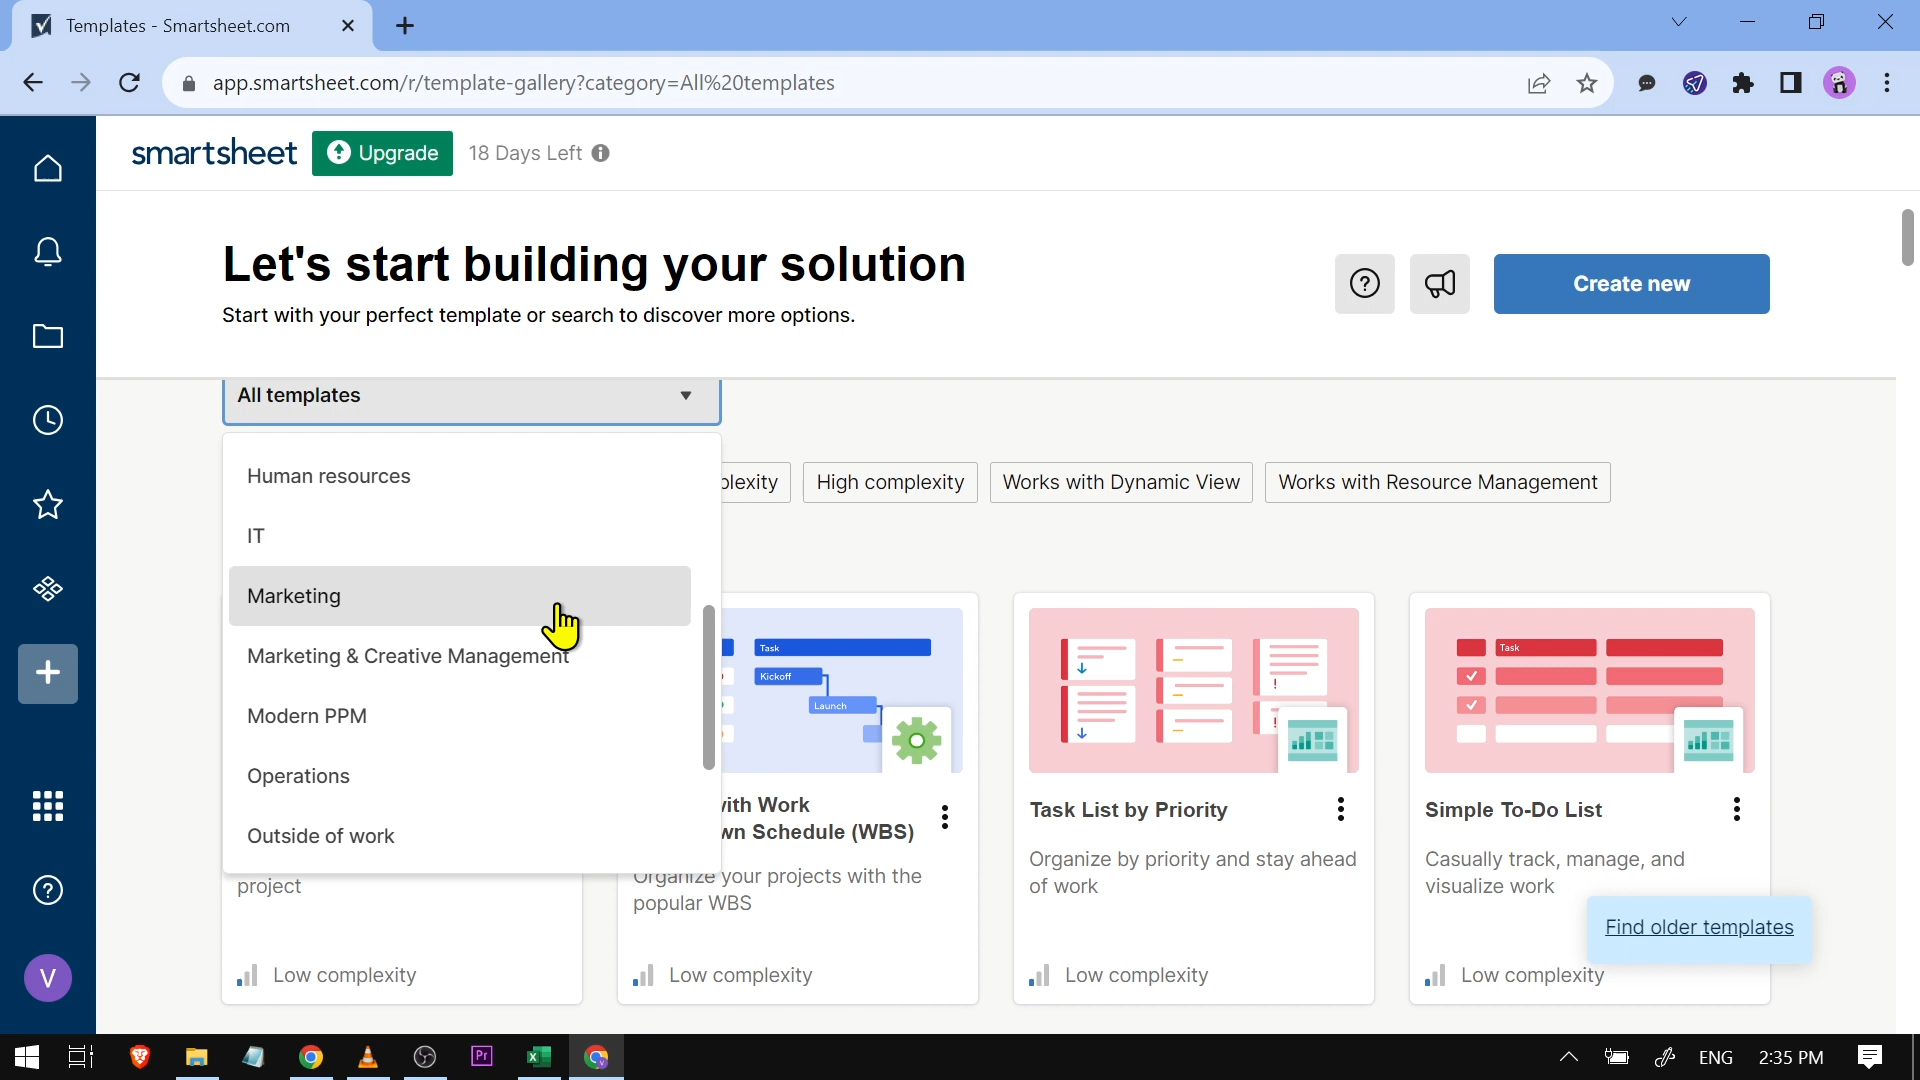 Templates - Smartsheet.com
app.smartsheet.com/r/template-gallery?category=All%20templates
smartsheet
Upgrade
18 Days Left
Let's start building your solution
Start with your perfect template or search to discover more options.
Create new
All templates
Human resources
IT
Marketing
Marketing & Creative Management
Modern PPM
Operations
Outside of work
plexity
High complexity
Works with Dynamic View
Works with Resource Management
project
Low complexity
Task
Kickoff
Launch
with Work
wn Schedule (WBS)
Organize your projects with the
popular WBS
Low complexity
Task List by Priority
Organize by priority and stay ahead
of work
Low complexity
Task
Simple To-Do List
Casually track, manage, and
visualize work
Low complexity
Find older templates
V
Pr
ENG
2:35 PM